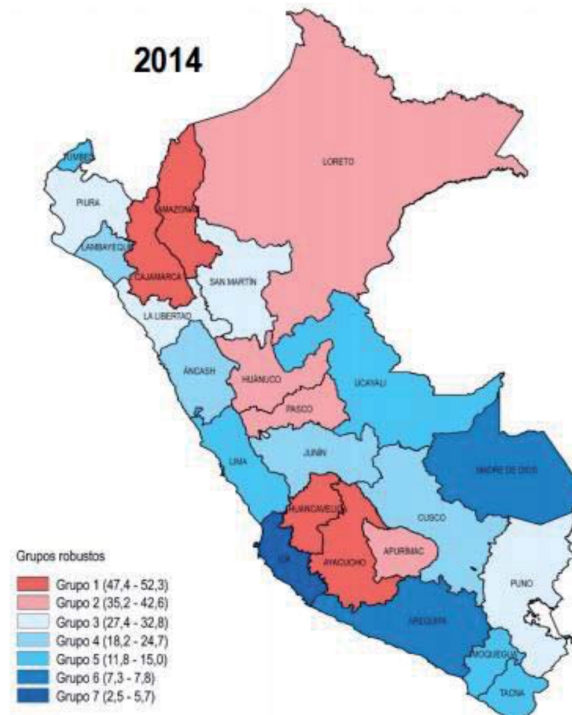 2014
LORETO
TUMBES
PIURA
AMAZONAS
LAMBAYEQUE
CAJAMARCA
SAN MARTÍN
LA LIBERTAD
ÁNCASH
HUÁNUCO
UCAYALI
PASCO
JUNÍN
LIMA
MADRE DE DIOS
HUANCAVELICA
CUSCO
ICA
AYACUCHO
APURÍMAC
PUNO
AREQUIPA
MOQUEGUA
TACNA
Grupos robustos
Grupo 1 (47,4 - 52,3)
Grupo 2 (35,2 - 42,6)
Grupo 3 (27,4 - 32,8)
Grupo 4 (18,2 - 24,7)
Grupo 5 (11,8 - 15,0)
Grupo 6 (7,3 - 7,8)
Grupo 7 (2,5 - 5,7)